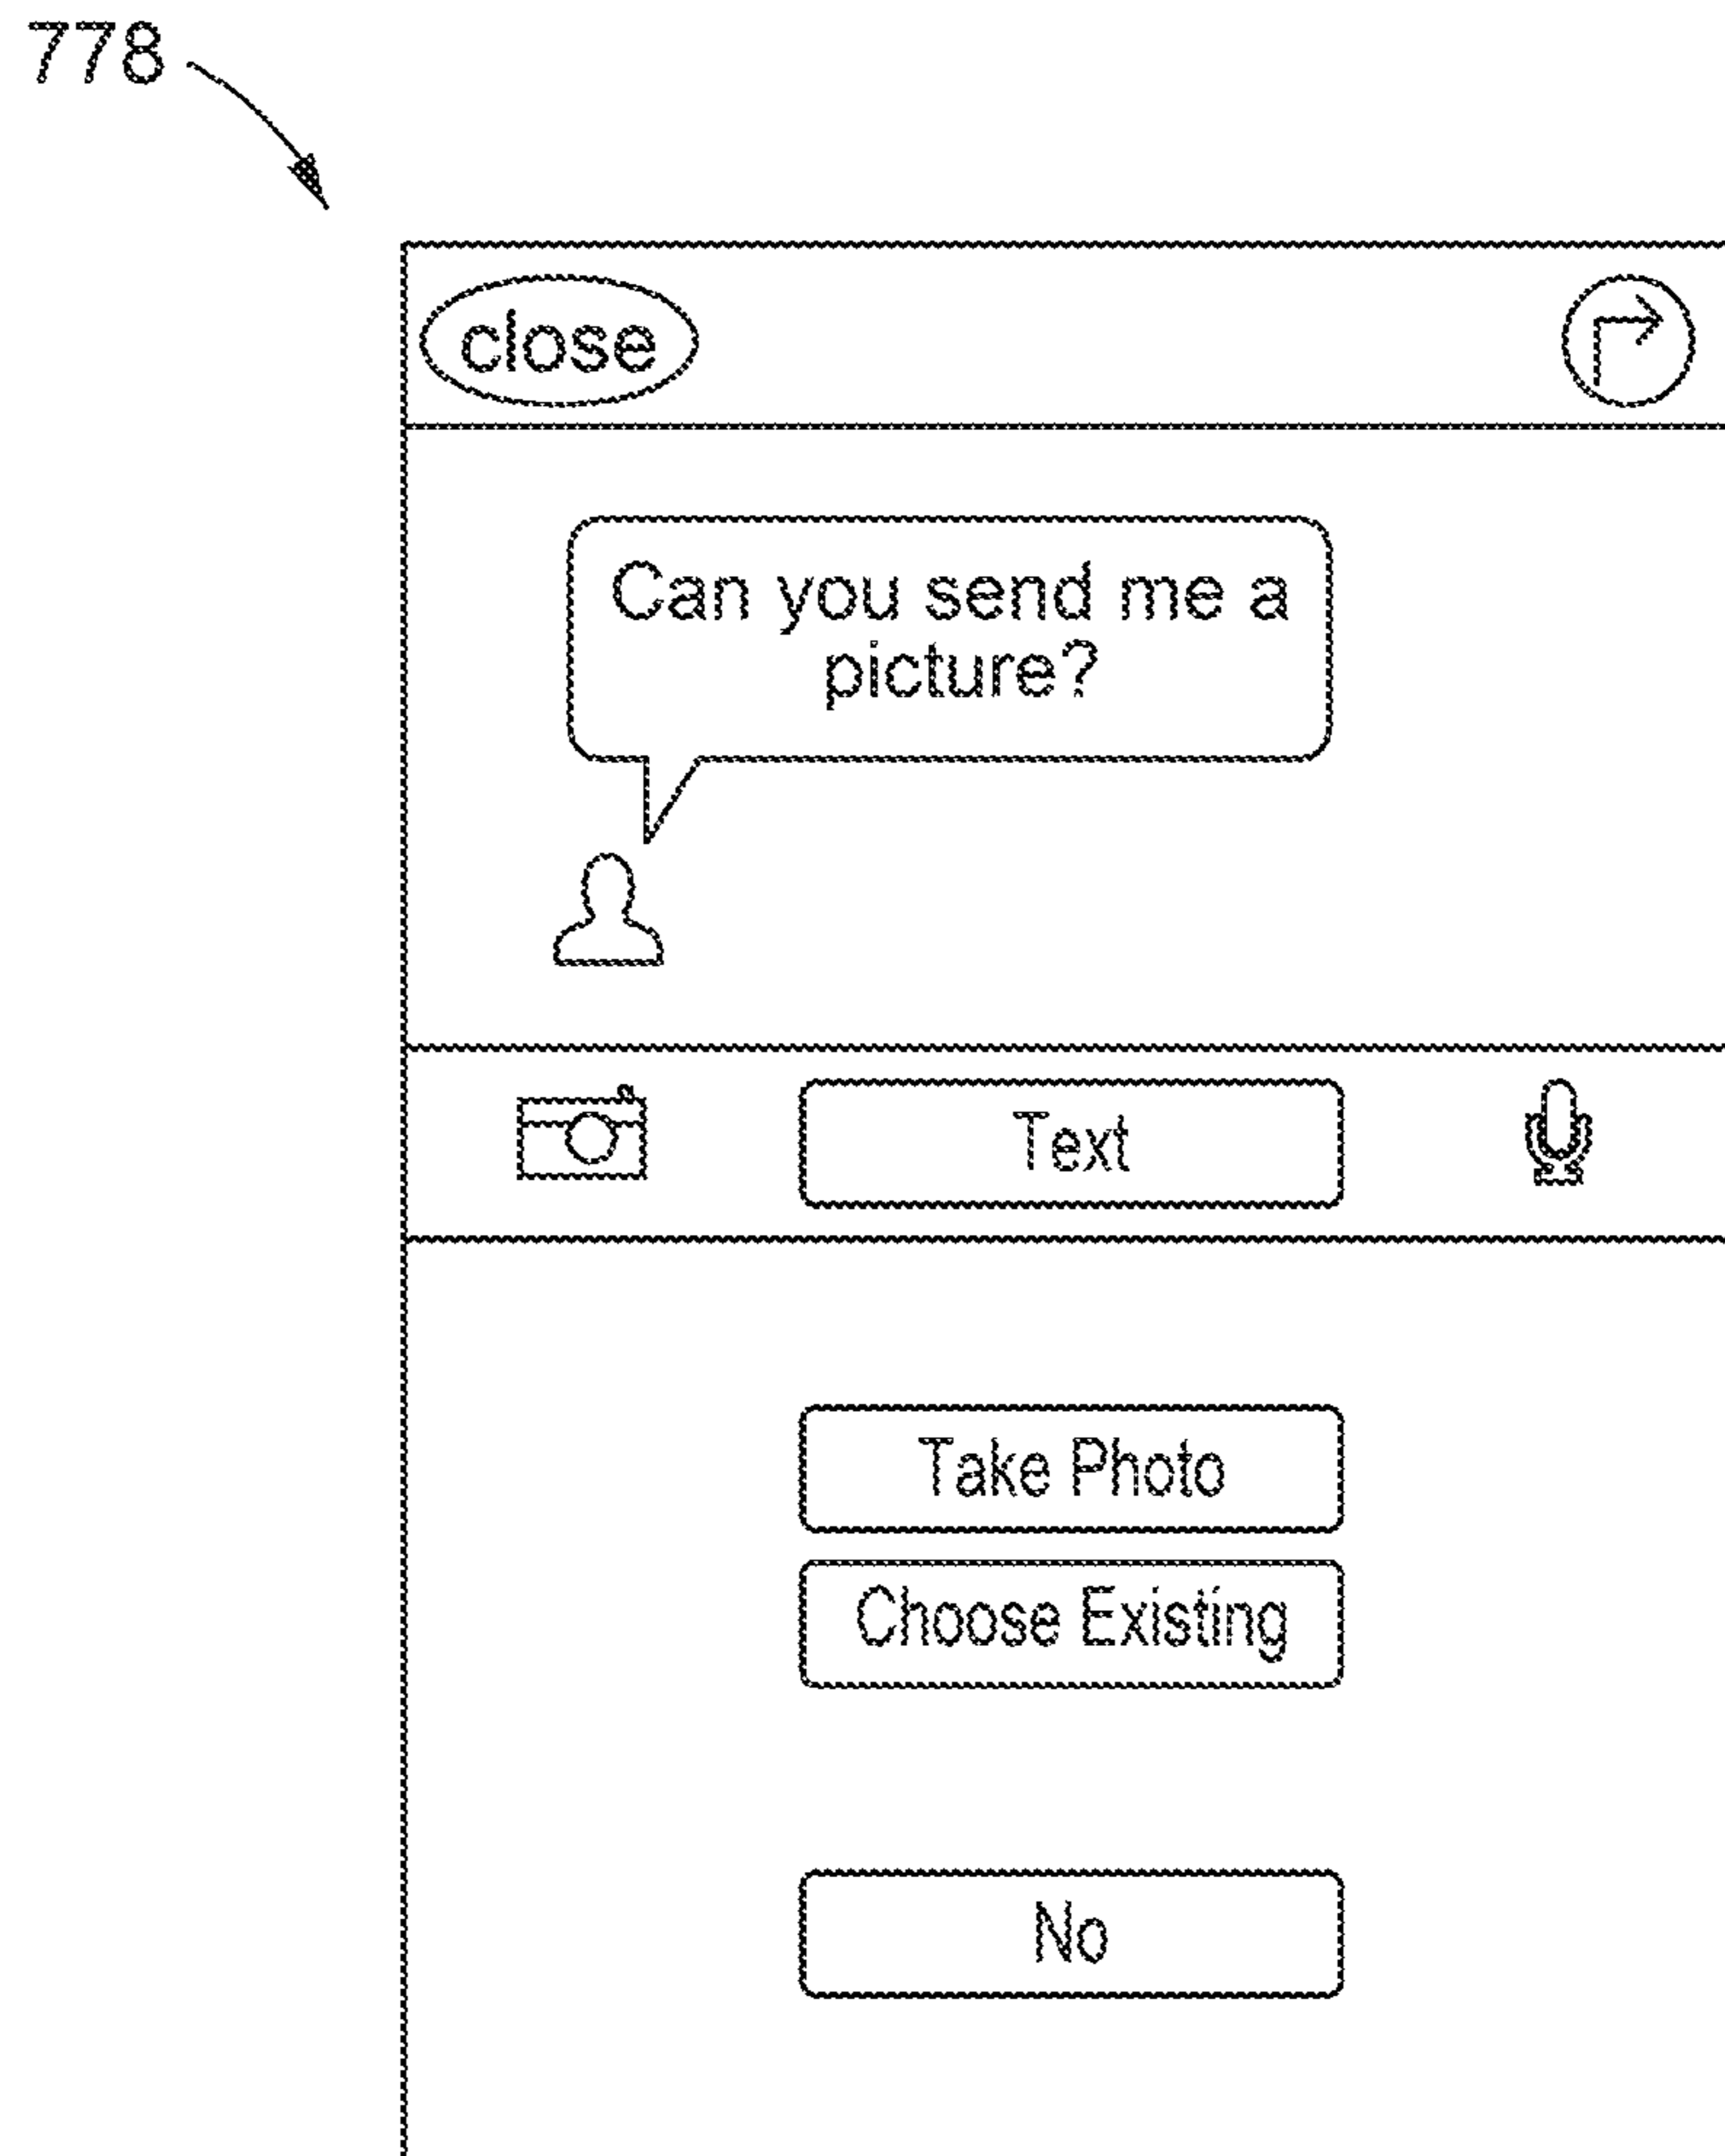 778
close
Can you send me a
picture?
Text
Take Photo
Choose Existing
No